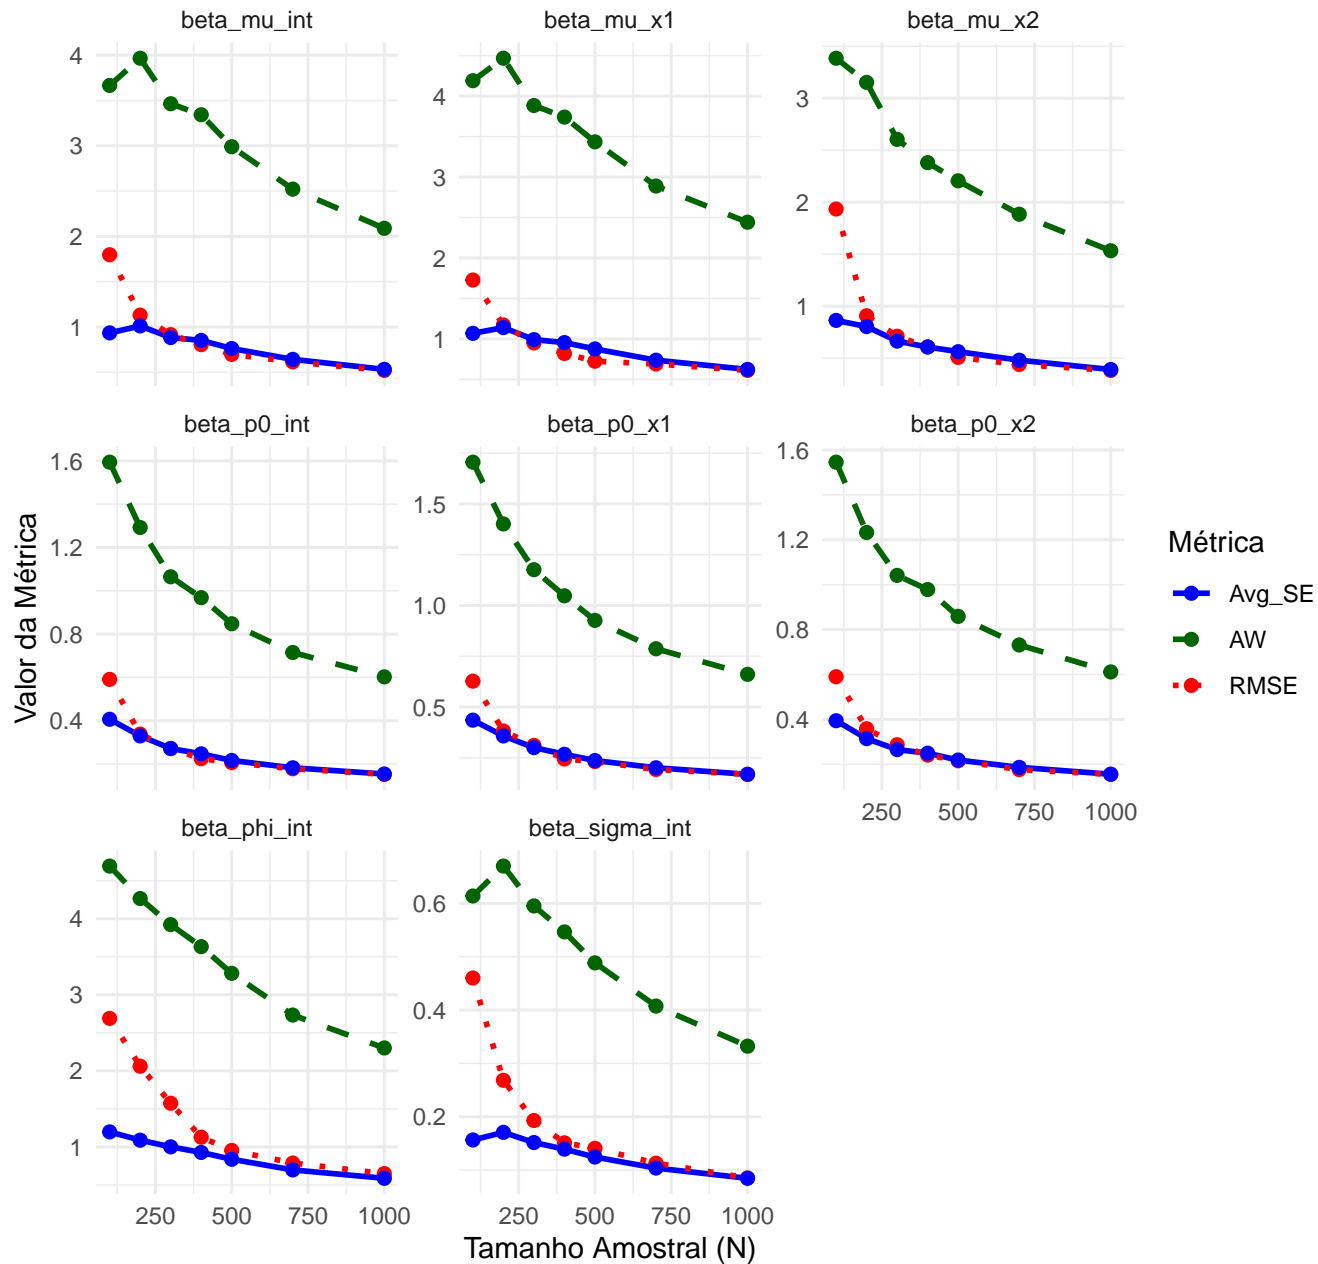 beta_mu_int beta_mu_x1 beta_mu_x2
4
3
2
1
4
3
2
1
3
2
1
beta_p0_int beta_p0_x1 beta_p0_x2
1.6
1.2
0.8
0.4
1.5
1.0
0.5
1.6
1.2
0.8
0.4
250 500 750 1000
beta_phi_int beta_sigma_int
4
3
2
1
0.6
0.4
0.2
250 500 750 1000
250 500 750 1000
Tamanho Amostral (N)
Valor da Métrica
Métrica
Avg_SE
AW
RMSE